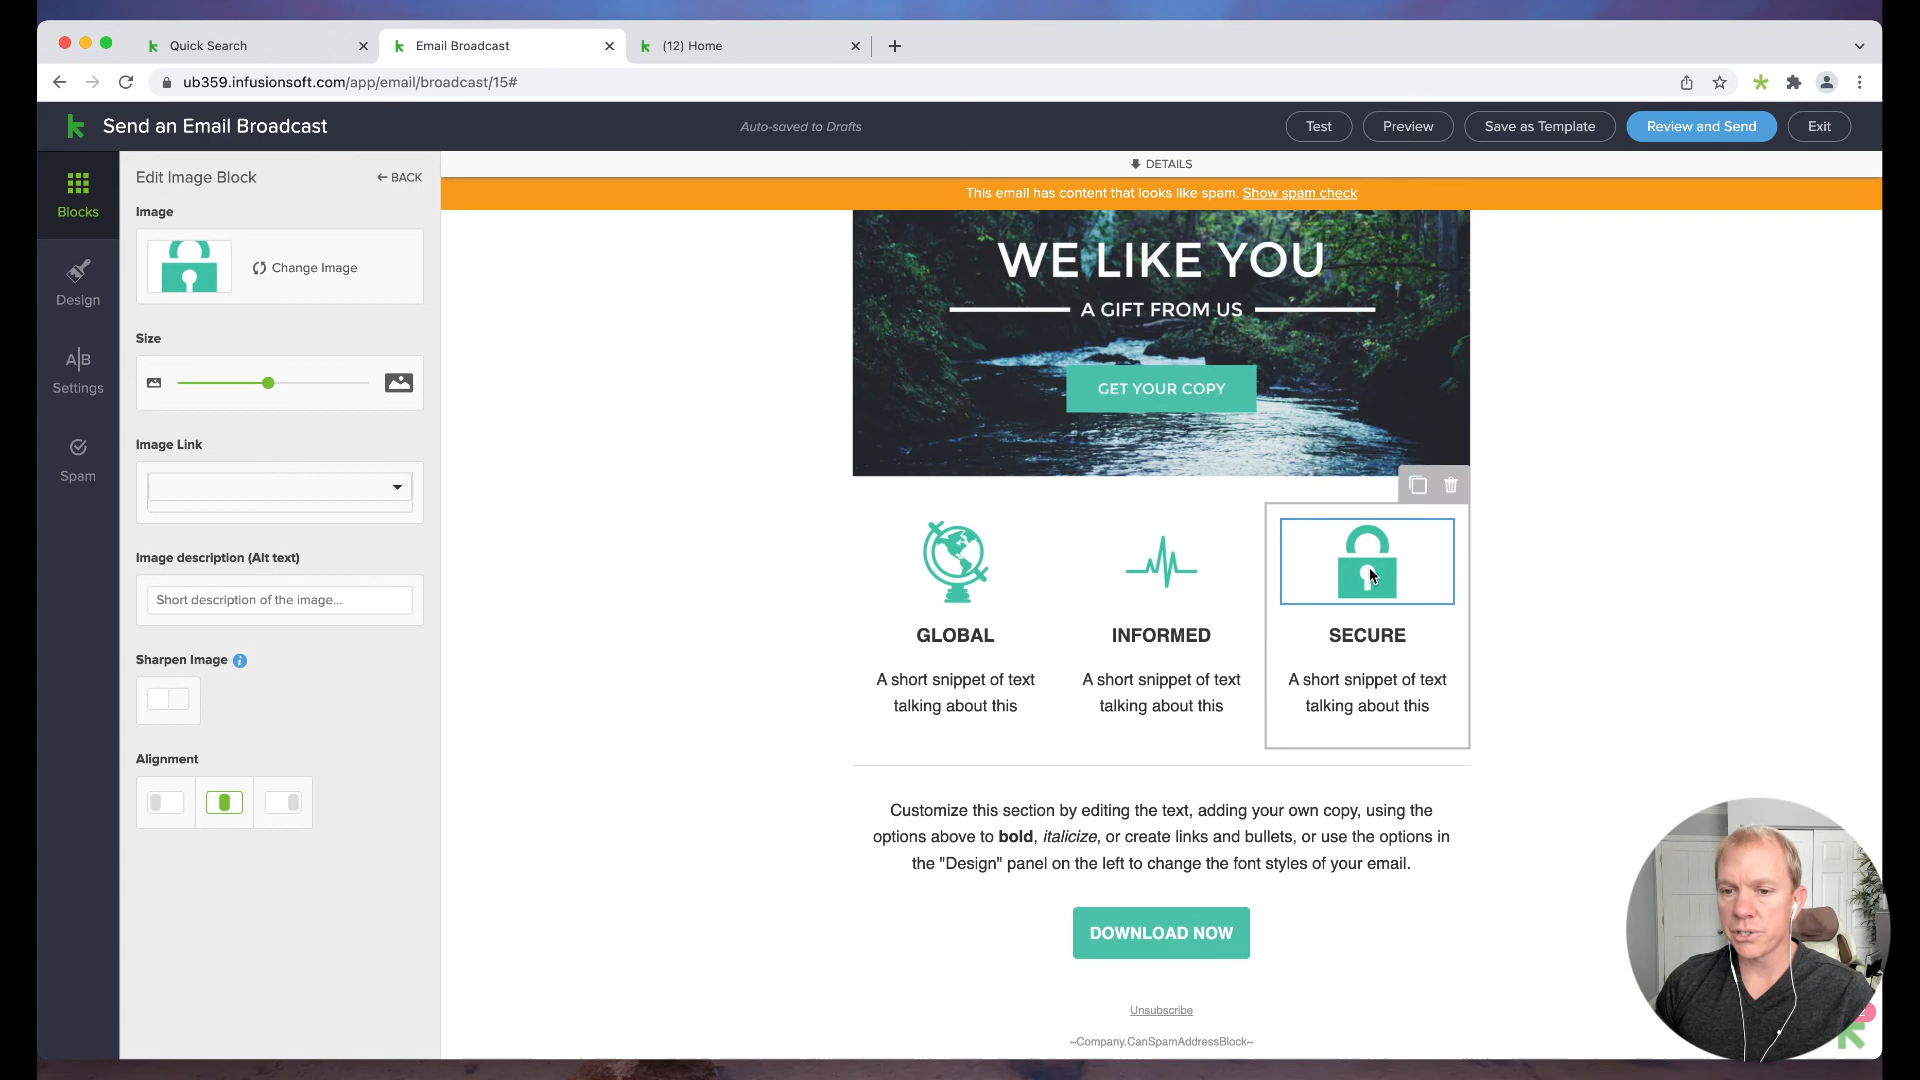 Quick Search
Email Broadcast
(12) Home
ub359.infusionsoft.com/app/email/broadcast/15#
Send an Email Broadcast
Auto-saved to Drafts
Test
Preview
Save as Template
Review and Send
Exit
Blocks
Design
A|B
Settings
Spam
Edit Image Block
BACK
Image
Change Image
Size
Image Link
Image description (Alt text)
Short description of the image...
Sharpen Image
Alignment
DETAILS
This email has content that looks like spam. Show spam check
WE LIKE YOU
A GIFT FROM US
GET YOUR COPY
GLOBAL
A short snippet of text
talking about this
INFORMED
A short snippet of text
talking about this
SECURE
A short snippet of text
talking about this
Customize this section by editing the text, adding your own copy, using the
options above to bold, italicize, or create links and bullets, or use the options in
the "Design" panel on the left to change the font styles of your email.
DOWNLOAD NOW
Unsubscribe
~Company.CanSpamAddressBlock~